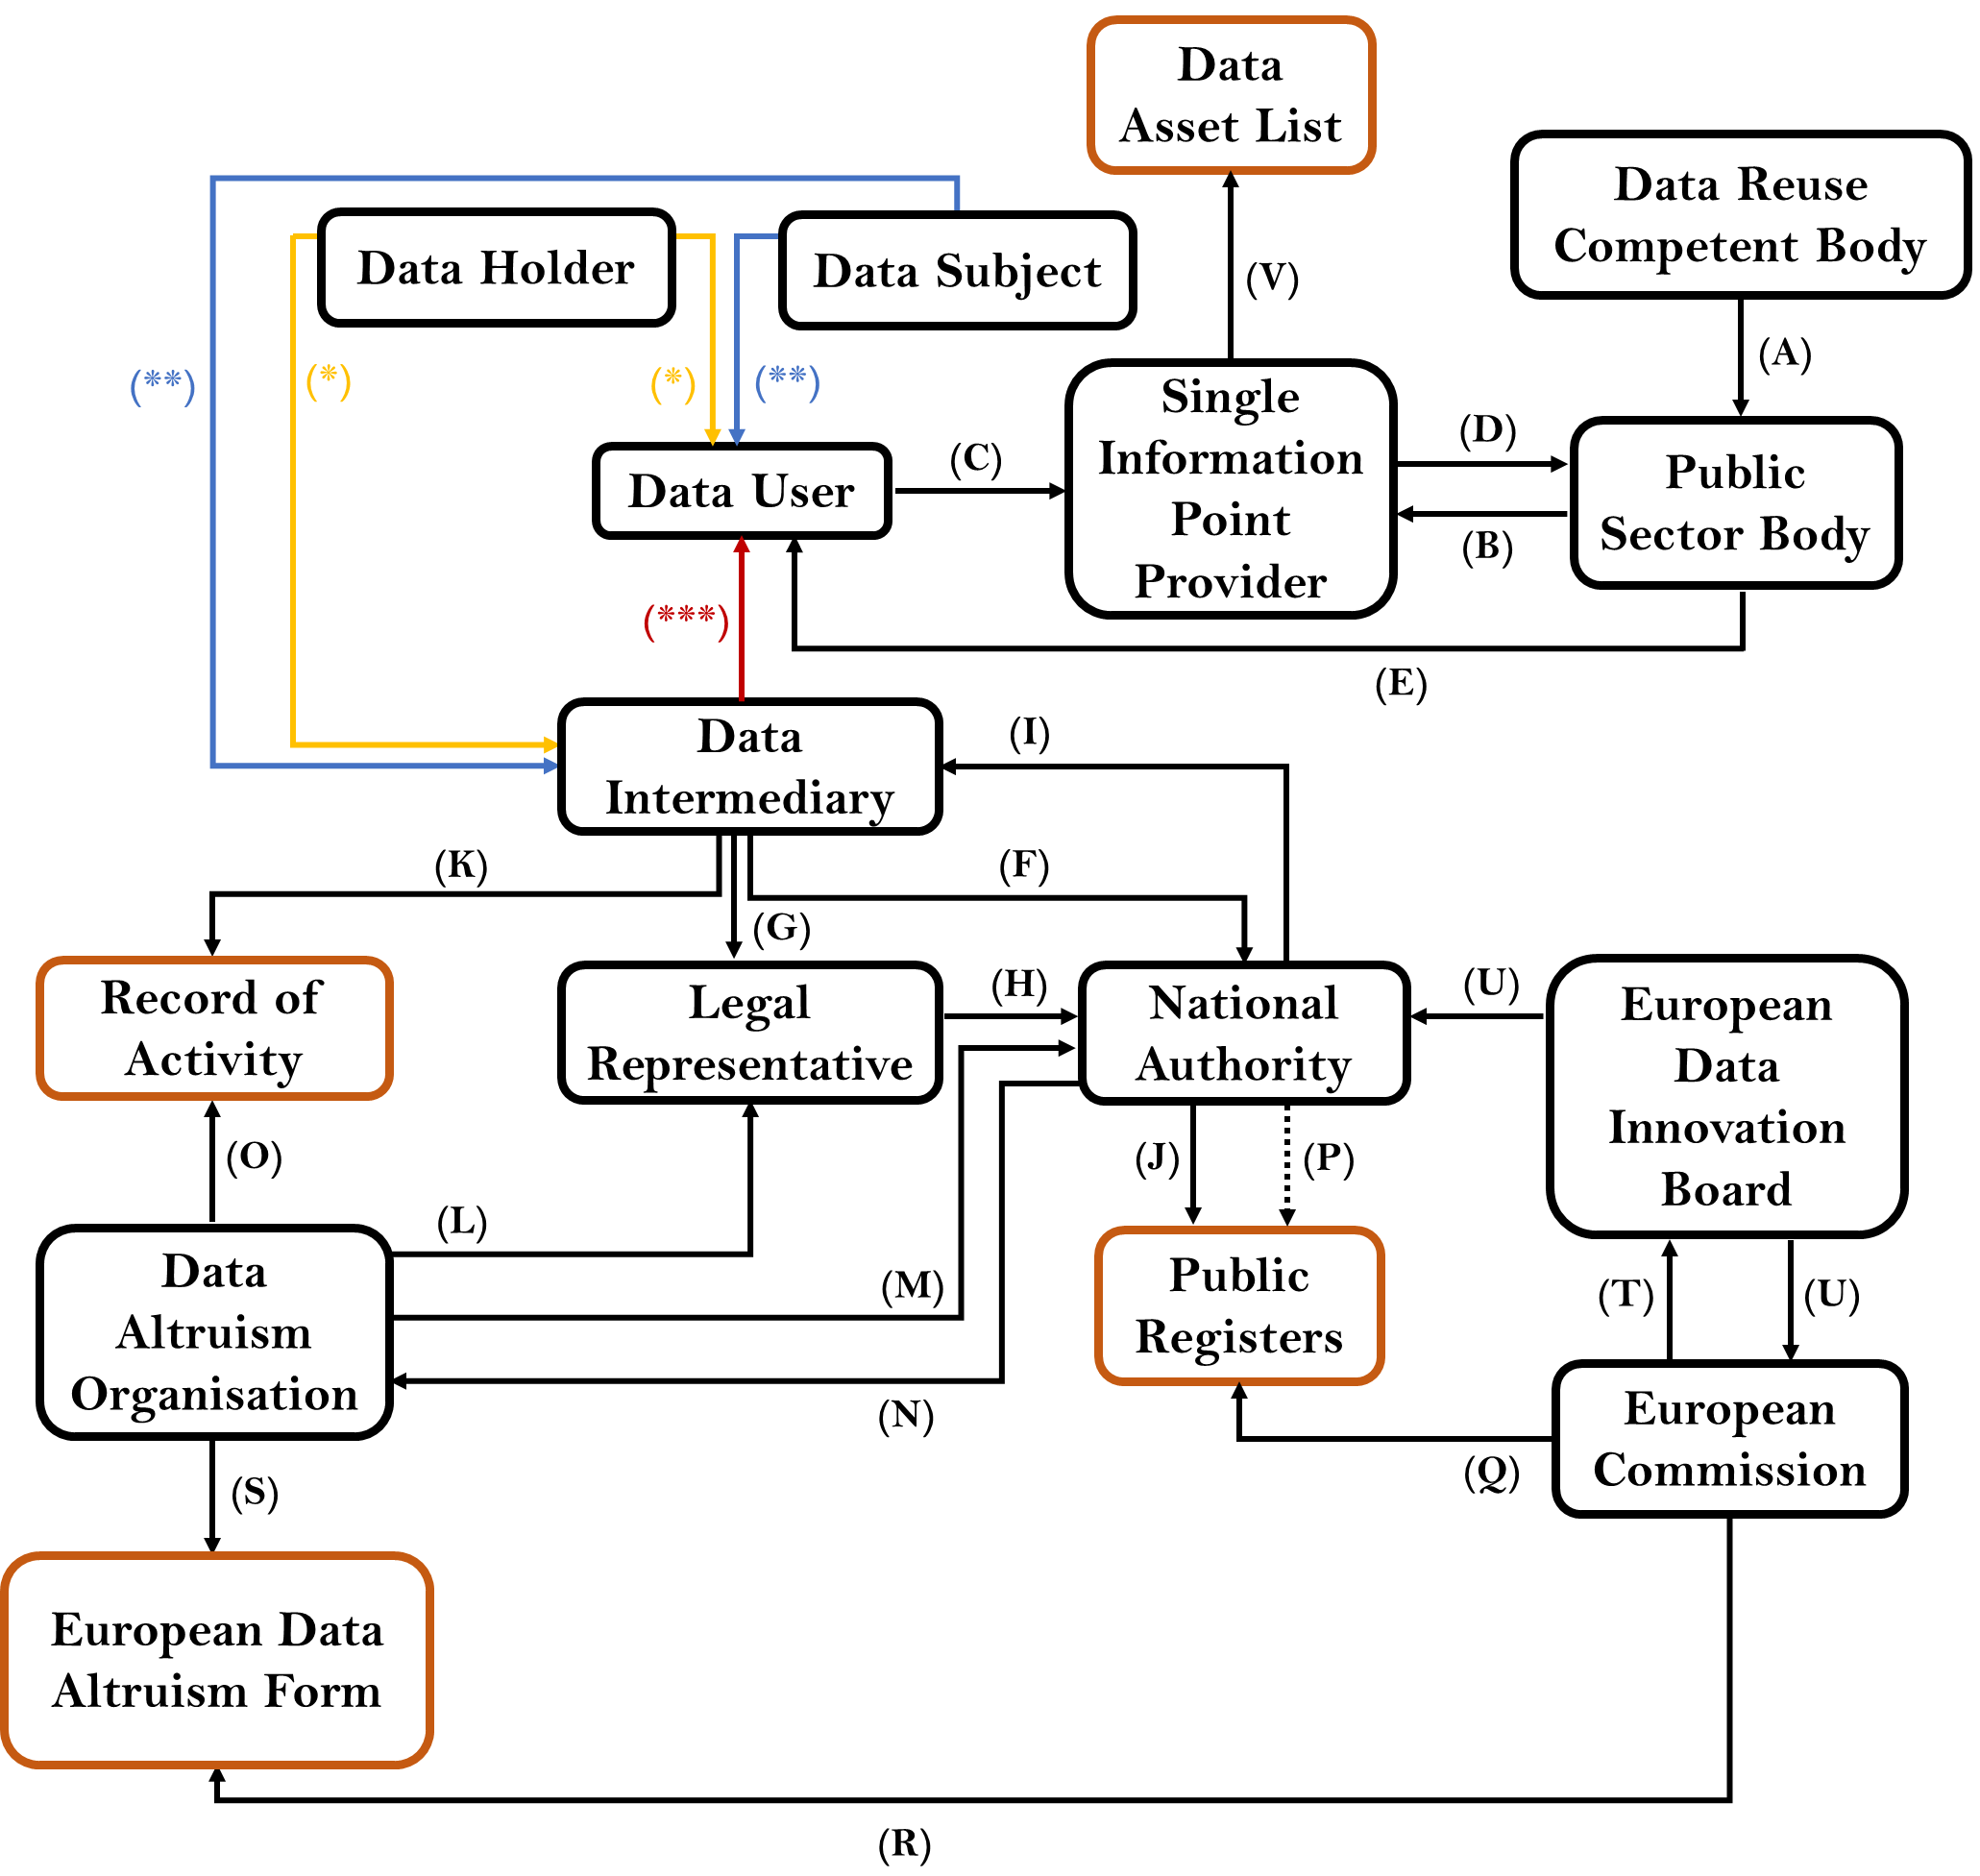 Data
Asset List
Data Reuse
Competent Body
Data Holder
Data Subject
(V)
(A)
(**)
(*)
(*)
(**)
Single
Information
Point
Provider
(D)
(B)
Public
Sector Body
Data User
(C)
(***)
(E)
Data
Intermediary
(I)
(K)
(F)
(G)
Record of
Activity
Legal
Representative
(H)
National
Authority
(U)
European
Data
Innovation
Board
(O)
(J)
(P)
(L)
(M)
Data
Altruism
Organisation
Public
Registers
(T)
(U)
(N)
(Q)
European
Commission
(S)
European Data
Altruism Form
(R)